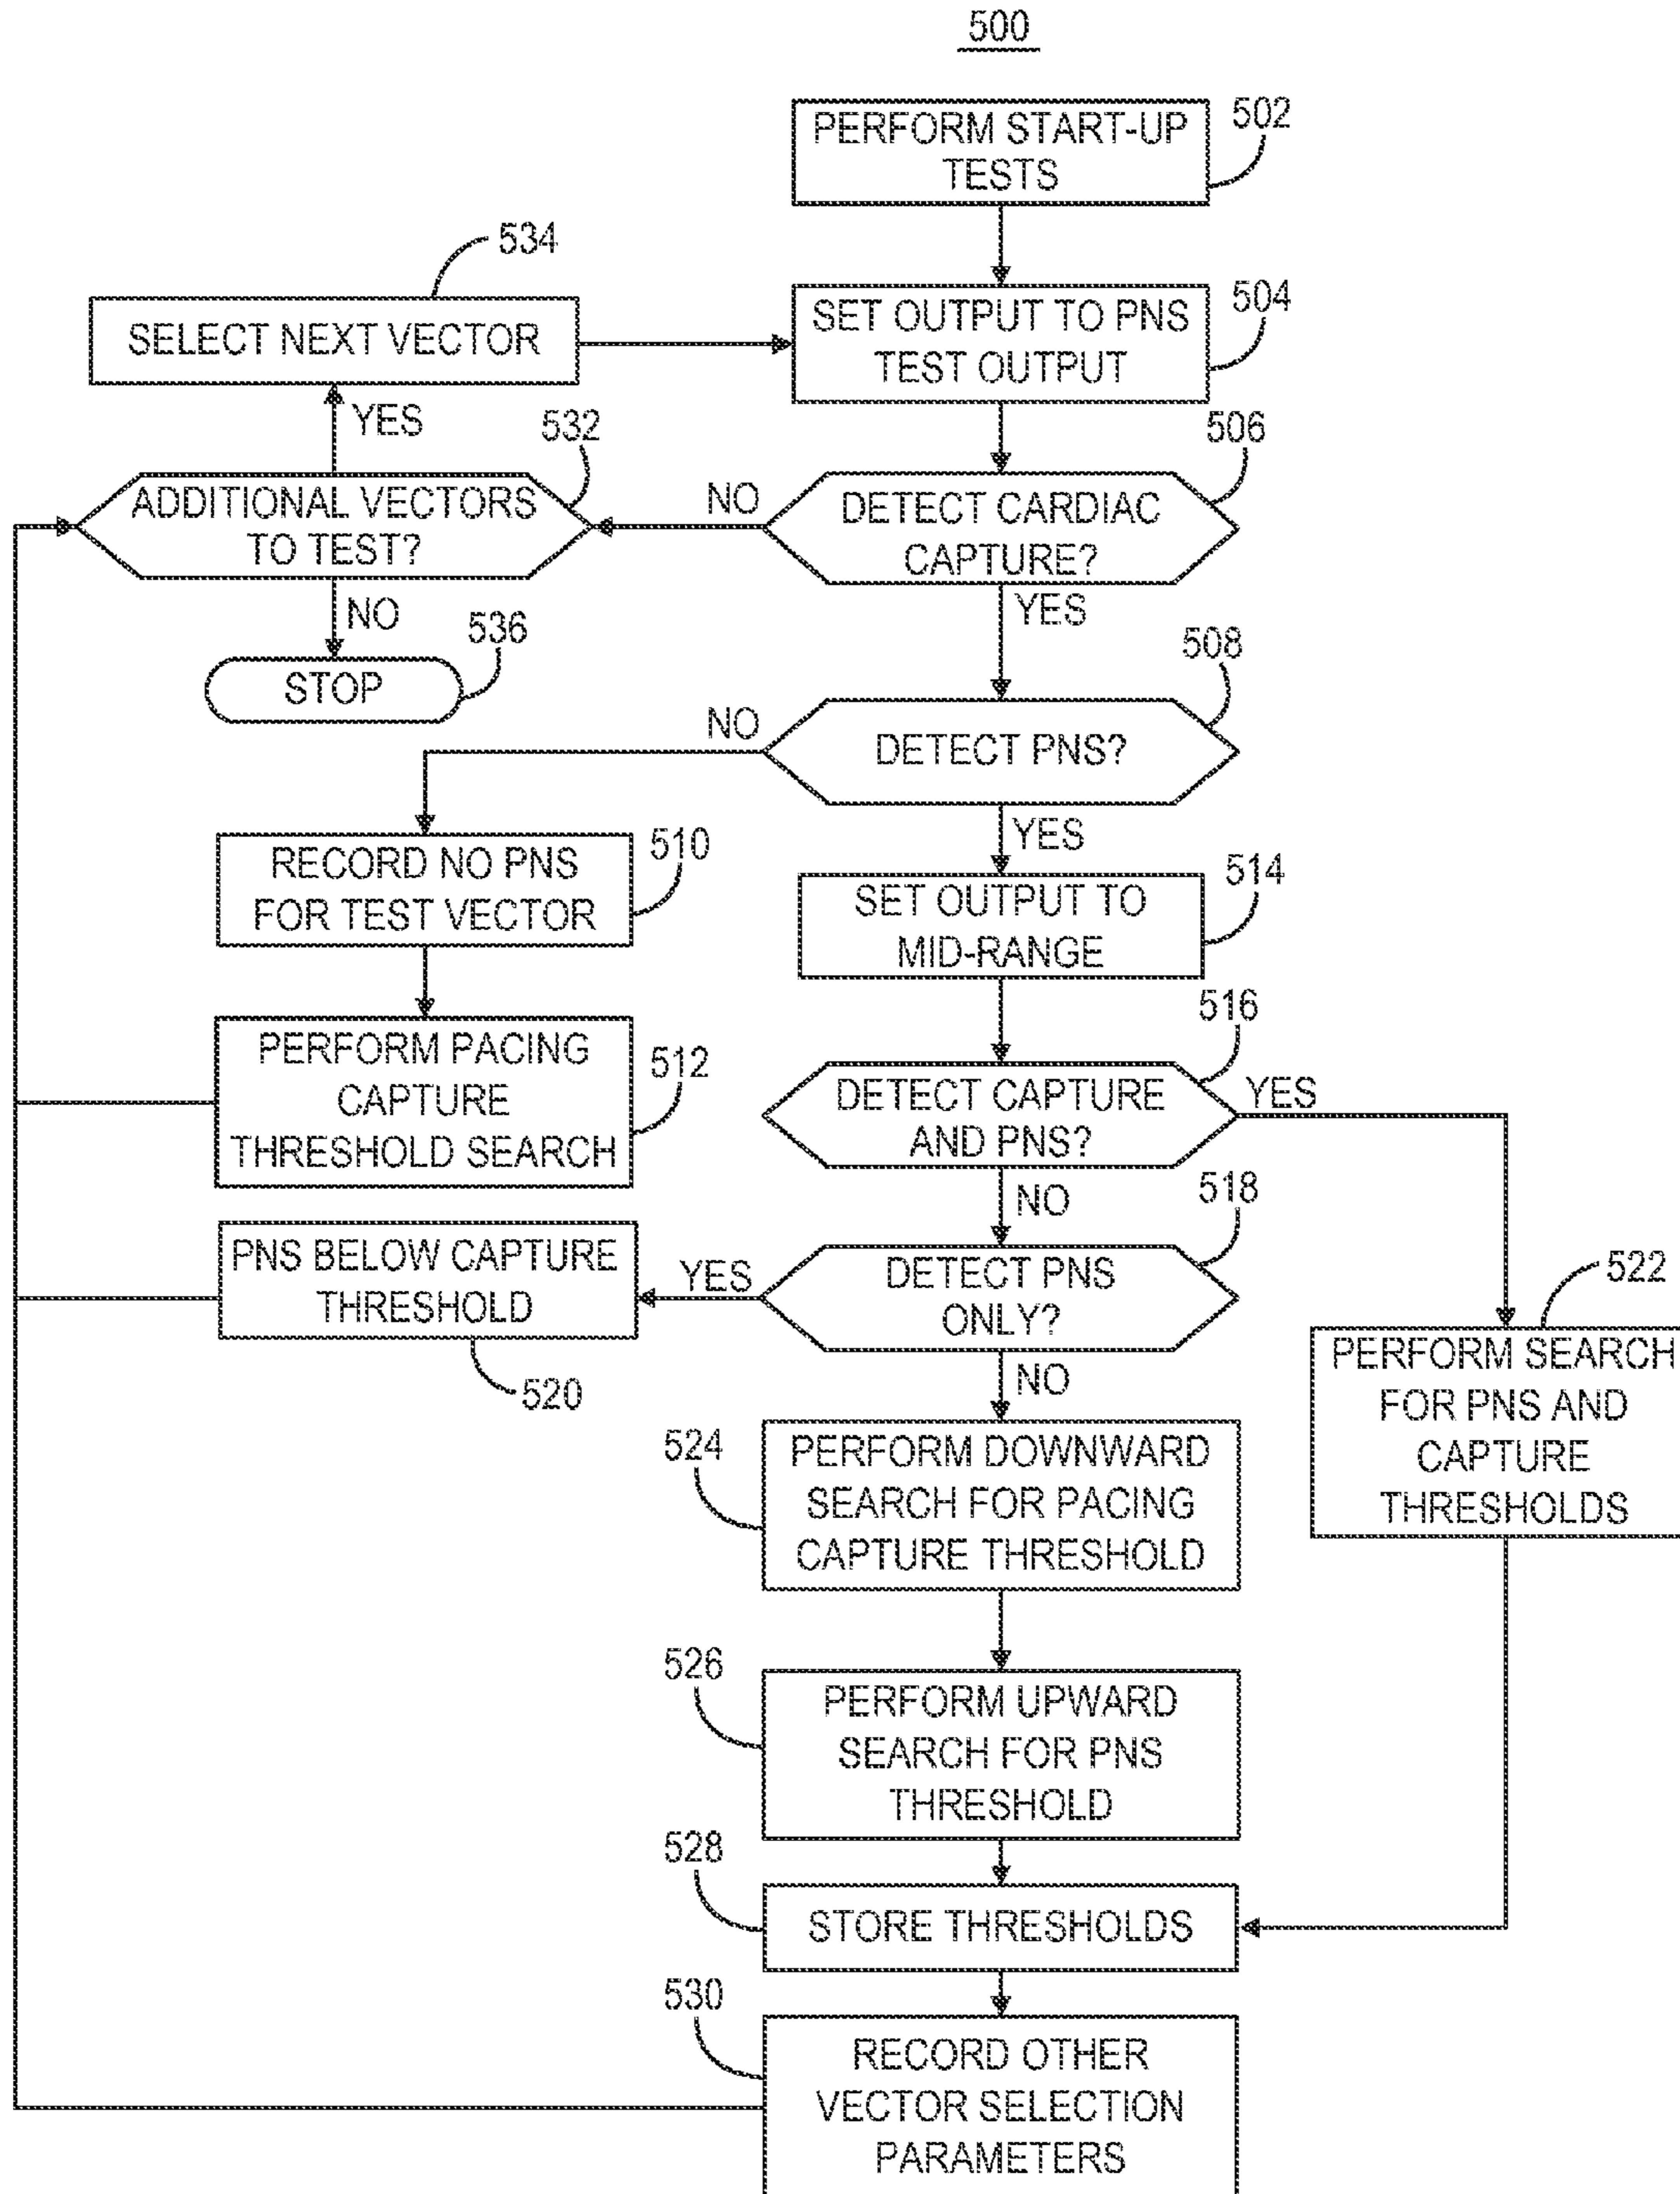 500
PERFORM START-UP
TESTS
502
534
SELECT NEXT VECTOR
SET OUTPUT TO PNS
TEST OUTPUT
504
YES
532
506
ADDITIONAL VECTORS
TO TEST?
NO
DETECT CARDIAC
CAPTURE?
NO
YES
536
STOP
508
NO
DETECT PNS?
YES
RECORD NO PNS
FOR TEST VECTOR
510
SET OUTPUT TO
MID-RANGE
514
PERFORM PACING
CAPTURE
THRESHOLD SEARCH
512
516
DETECT CAPTURE
AND PNS?
YES
NO
518
PNS BELOW CAPTURE
THRESHOLD
520
YES
DETECT PNS
ONLY?
NO
522
PERFORM SEARCH
FOR PNS AND
CAPTURE
THRESHOLDS
524
PERFORM DOWNWARD
SEARCH FOR PACING
CAPTURE THRESHOLD
526
PERFORM UPWARD
SEARCH FOR PNS
THRESHOLD
528
STORE THRESHOLDS
530
RECORD OTHER
VECTOR SELECTION
PARAMETERS